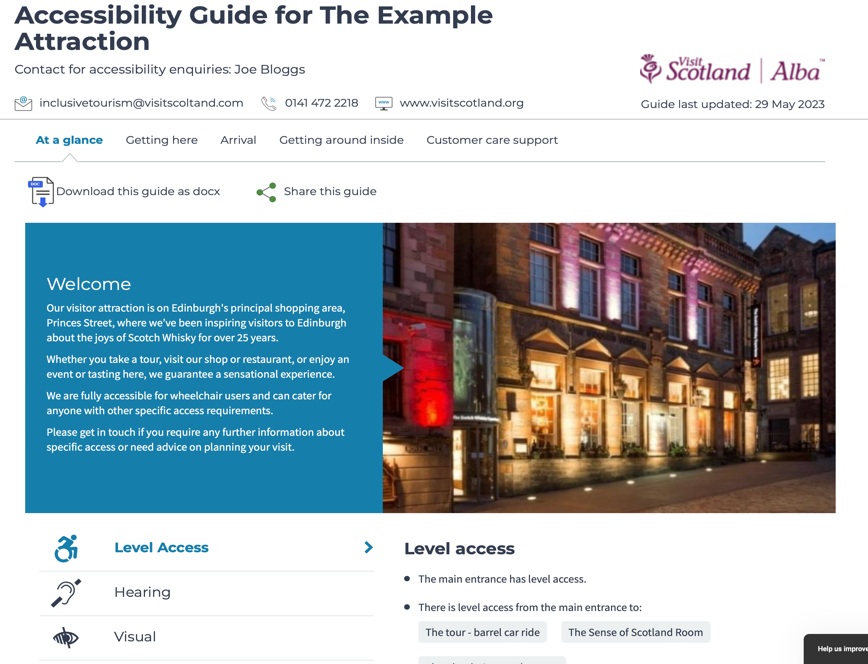 Accessibility Guide for The Example
Attraction
Contact for accessibility enquiries: Joe Bloggs
inclusivetourism@visitscoltand.com
0141 472 2218
www
www.visitscotland.org
Visit
Scotland | Alba™
Guide last updated: 29 May 2023
At a glance
Getting here
Arrival
Getting around inside
Customer care support
DOC
Download this guide as docx
Share this guide
Welcome
Our visitor attraction is on Edinburgh's principal shopping area,
Princes Street, where we've been inspiring visitors to Edinburgh
about the joys of Scotch Whisky for over 25 years.
Whether you take a tour, visit our shop or restaurant, or enjoy an
event or tasting here, we guarantee a sensational experience.
We are fully accessible for wheelchair users and can cater for
anyone with other specific access requirements.
Please get in touch if you require any further information about
specific access or need advice on planning your visit.
Level Access
Hearing
Visual
Level access
The main entrance has level access.
There is level access from the main entrance to:
The tour - barrel car ride
The Sense of Scotland Room
Help us improv